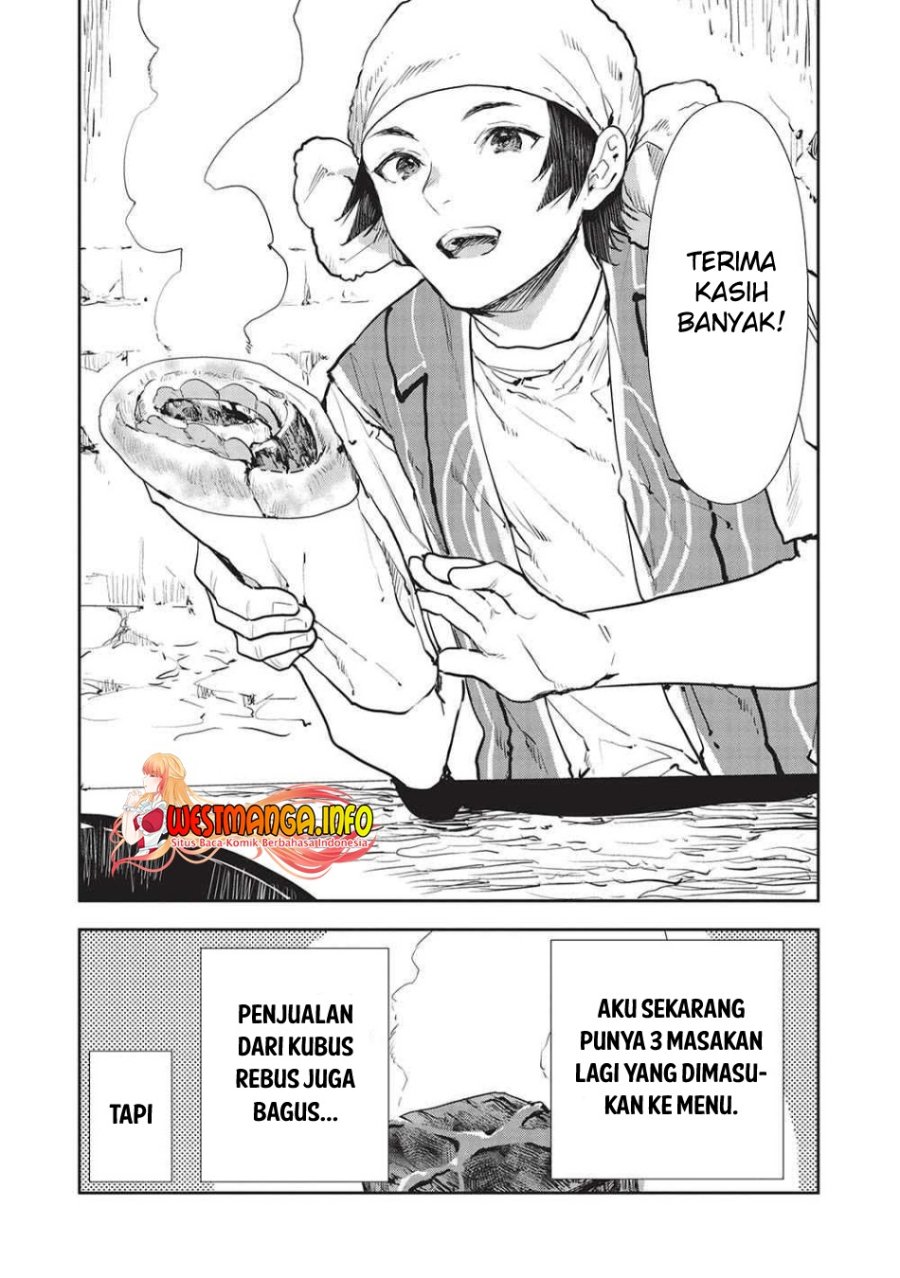 TERIMA
KASIH
BANYAK!
WESTMANGA.INFO
Situs Baca Komik Berbahasa Indonesia
AKU SEKARANG
PUNYA 3 MASAKAN
LAGI YANG DIMASU-
KAN KE MENU.
PENJUALAN
DARI KUBUS
REBUS JUGA
BAGUS...
TAPI